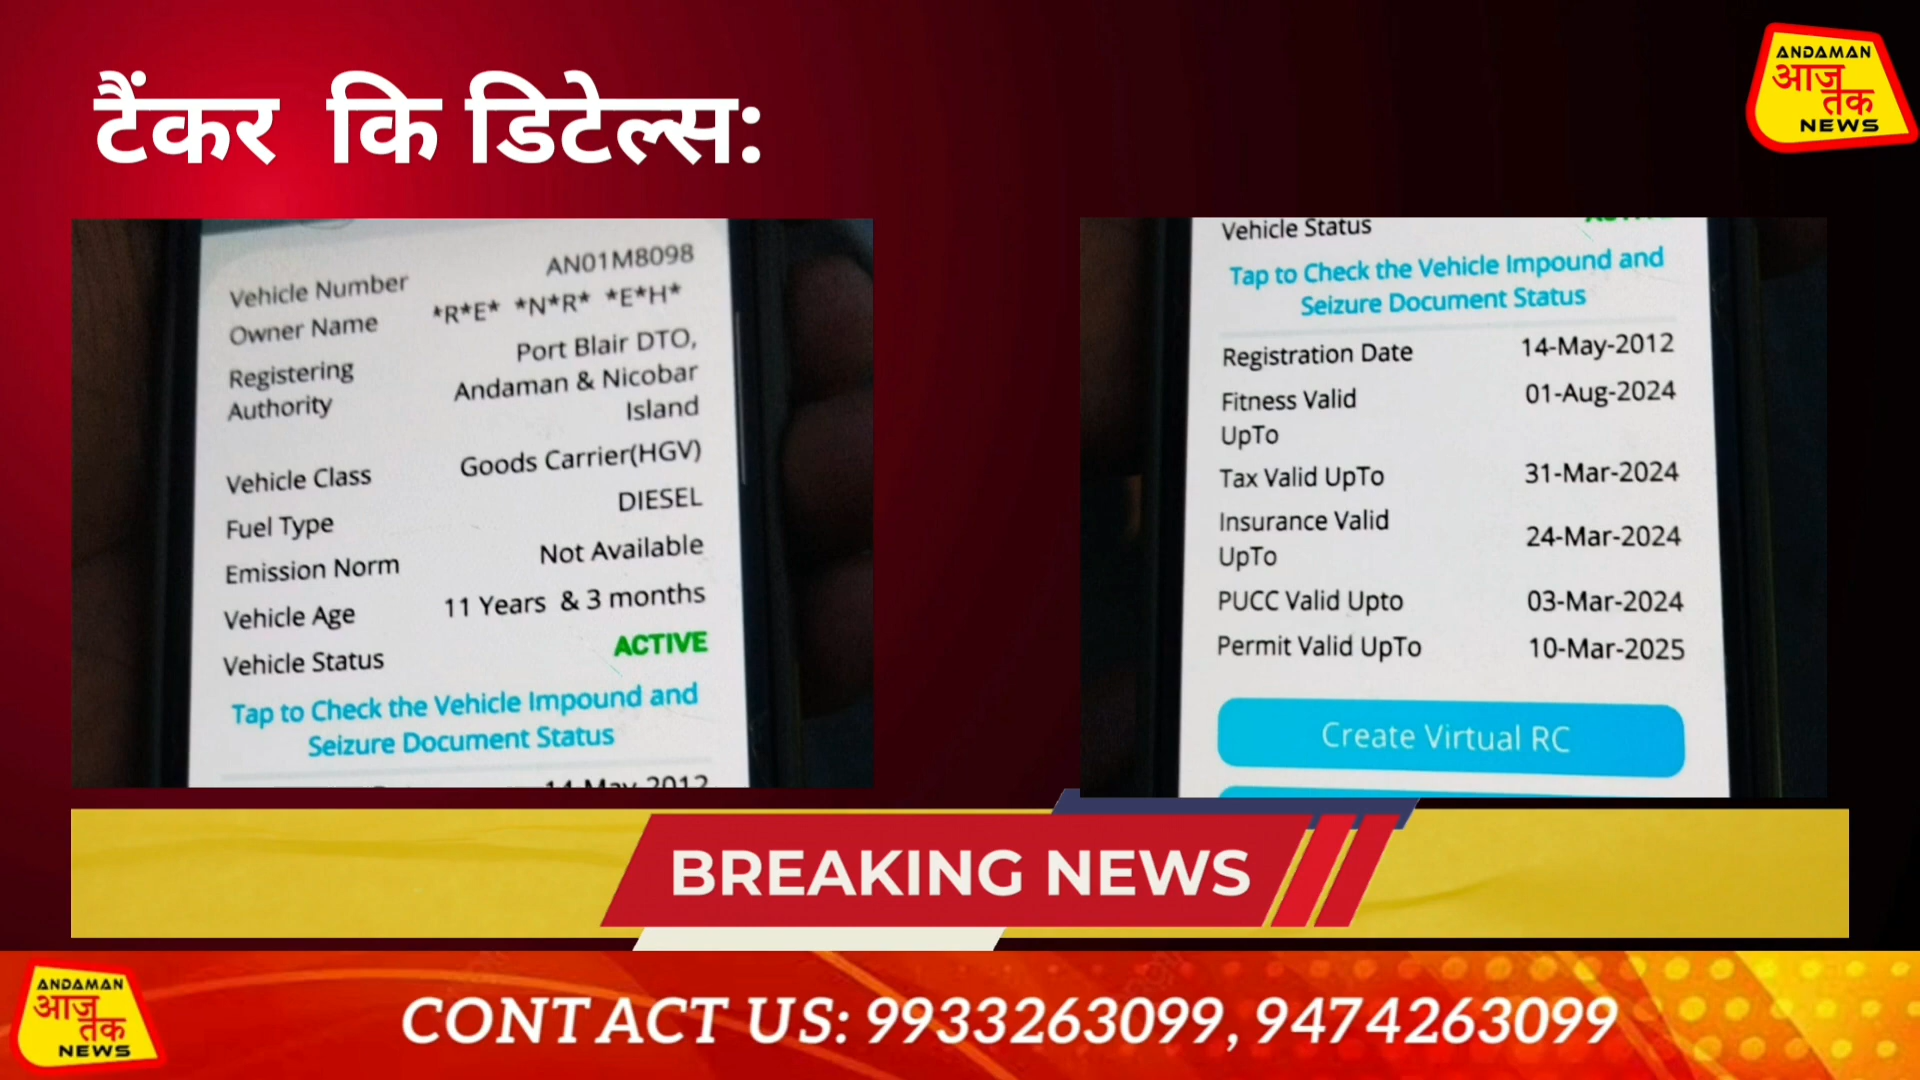 टैंकर कि डिटेल्स:
ANDAMAN
आज
तक
NEWS
Vehicle Number AN01M8098
Owner Name *R*E* *N*R* *E*H*
Registering Authority Port Blair DTO, Andaman & Nicobar Island
Vehicle Class Goods Carrier(HGV)
Fuel Type DIESEL
Emission Norm Not Available
Vehicle Age 11 Years & 3 months
Vehicle Status ACTIVE
Tap to Check the Vehicle Impound and
Seizure Document Status
14-May-2012
Vehicle Status
Tap to Check the Vehicle Impound and
Seizure Document Status
Registration Date 14-May-2012
Fitness Valid UpTo 01-Aug-2024
Tax Valid UpTo 31-Mar-2024
Insurance Valid UpTo 24-Mar-2024
PUCC Valid Upto 03-Mar-2024
Permit Valid UpTo 10-Mar-2025
Create Virtual RC
BREAKING NEWS
ANDAMAN
आज
तक
NEWS
CONTACT US: 9933263099, 9474263099